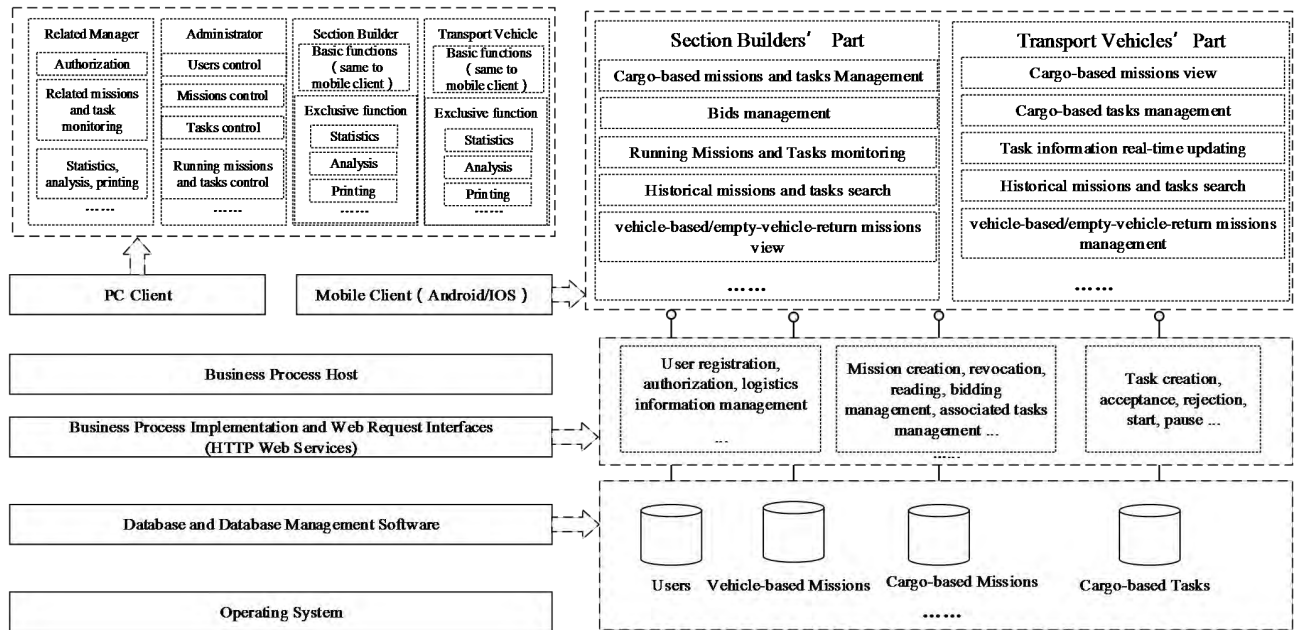 Related Manager
Authorization
Related missions
and task
monitoring
Statistics,
analysis, printing
......
Administrator
Users control
Missions control
Tasks control
Running missions
and tasks control
......
Section Builder
Basic functions
( same to
mobile client )
Exclusive function
Statistics
Analysis
Printing
......
Transport Vehicle
Basic functions
( same to
mobile client )
Exclusive function
Statistics
Analysis
Printing
......
Section Builders' Part
Cargo-based missions and tasks Management
Bids management
Running Missions and Tasks monitoring
Historical missions and tasks search
vehicle-based/empty-vehicle-return missions
view
......
Transport Vehicles' Part
Cargo-based missions view
Cargo-based tasks management
Task information real-time updating
Historical missions and tasks search
vehicle-based/empty-vehicle-return missions
management
......
PC Client
Mobile Client ( Android/IOS )
Business Process Host
Business Process Implementation and Web Request Interfaces
(HTTP Web Services)
User registration,
authorization, logistics
information management
...
Mission creation, revocation,
reading, bidding
management, associated tasks
management ...
......
Task creation,
acceptance, rejection,
start, pause ...
Database and Database Management Software
Users
Vehicle-based Missions
Cargo-based Missions
Cargo-based Tasks
......
Operating System